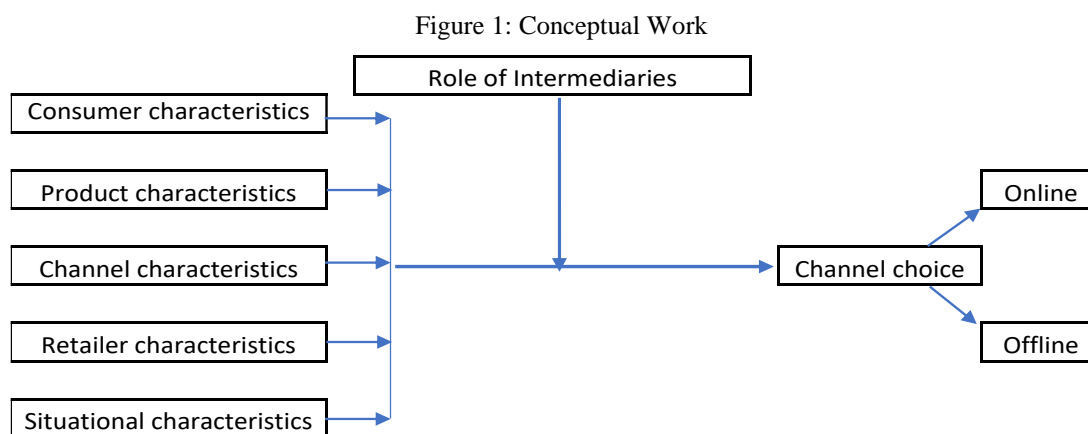 Figure 1: Conceptual Work
Role of Intermediaries
Consumer characteristics
Product characteristics
Channel characteristics
Retailer characteristics
Situational characteristics
Channel choice
Online
Offline